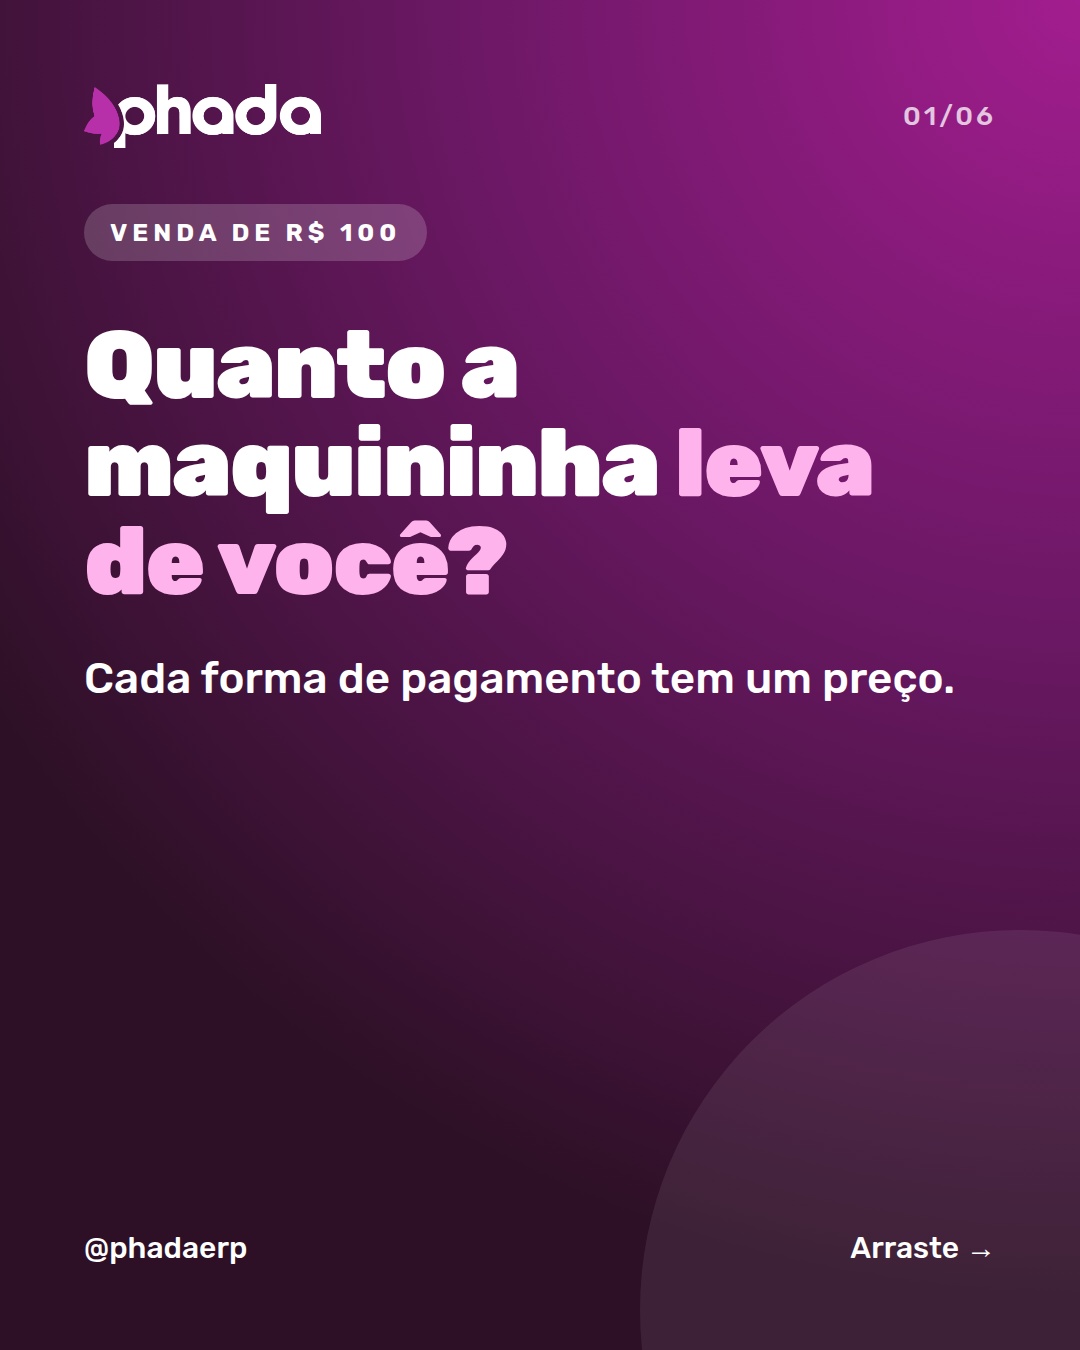 phada
01/06
VENDA DE R$ 100
Quanto a
maquininha leva
de você?
Cada forma de pagamento tem um preço.
@phadaerp
Arraste →